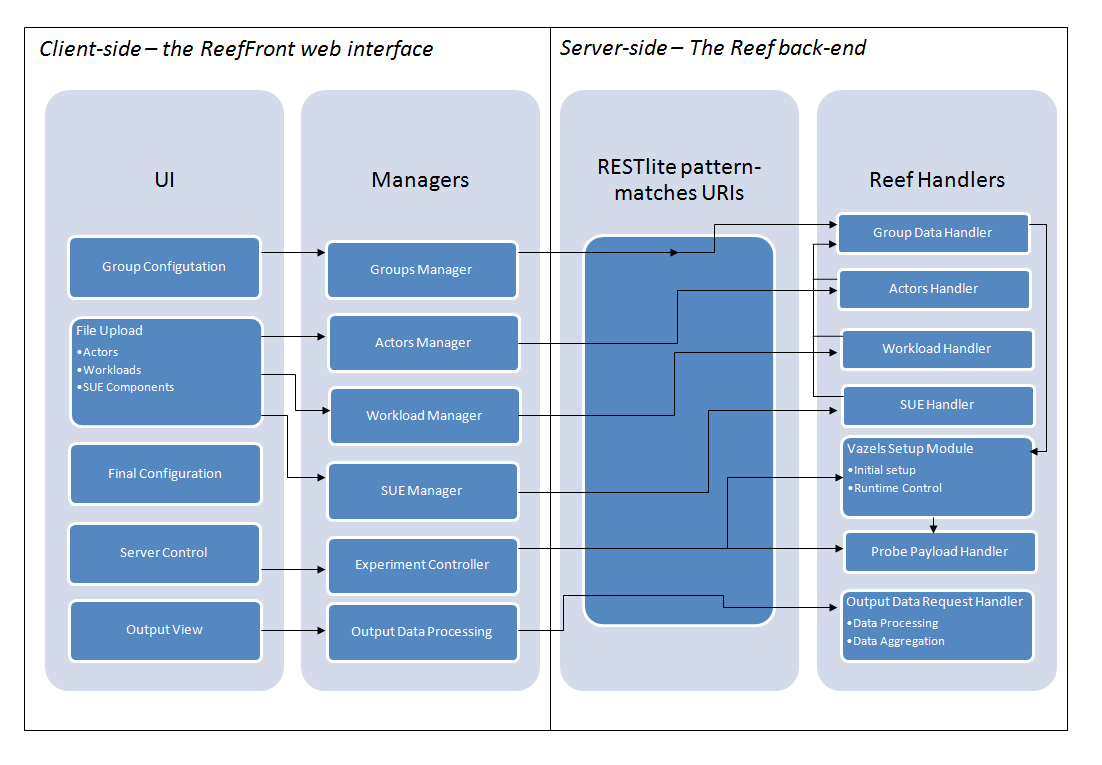 Client-side – the ReefFront web interface
Server-side – The Reef back-end
UI
Group Configutation
File Upload
•Actors
•Workloads
•SUE Components
Final Configuration
Server Control
Output View
Managers
Groups Manager
Actors Manager
Workload Manager
SUE Manager
Experiment Controller
Output Data Processing
RESTlite pattern-
matches URIs
Reef Handlers
Group Data Handler
Actors Handler
Workload Handler
SUE Handler
Vazels Setup Module
•Initial setup
•Runtime Control
Probe Payload Handler
Output Data Request Handler
•Data Processing
•Data Aggregation